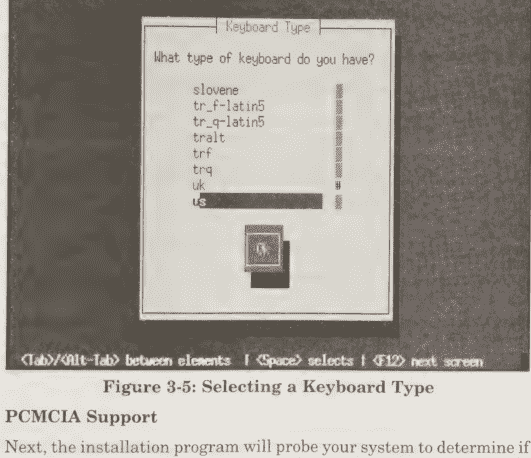 Keyboard Type
What type of keyboard do you have?
slovene
tr_f-latin5
tr_q-latin5
tralt
trf
trq
uk
us
Ok
<Tab>/<Alt-Tab> between elements | <Space> selects | <F12> next screen
Figure 3-5: Selecting a Keyboard Type
PCMCIA Support
Next, the installation program will probe your system to determine if